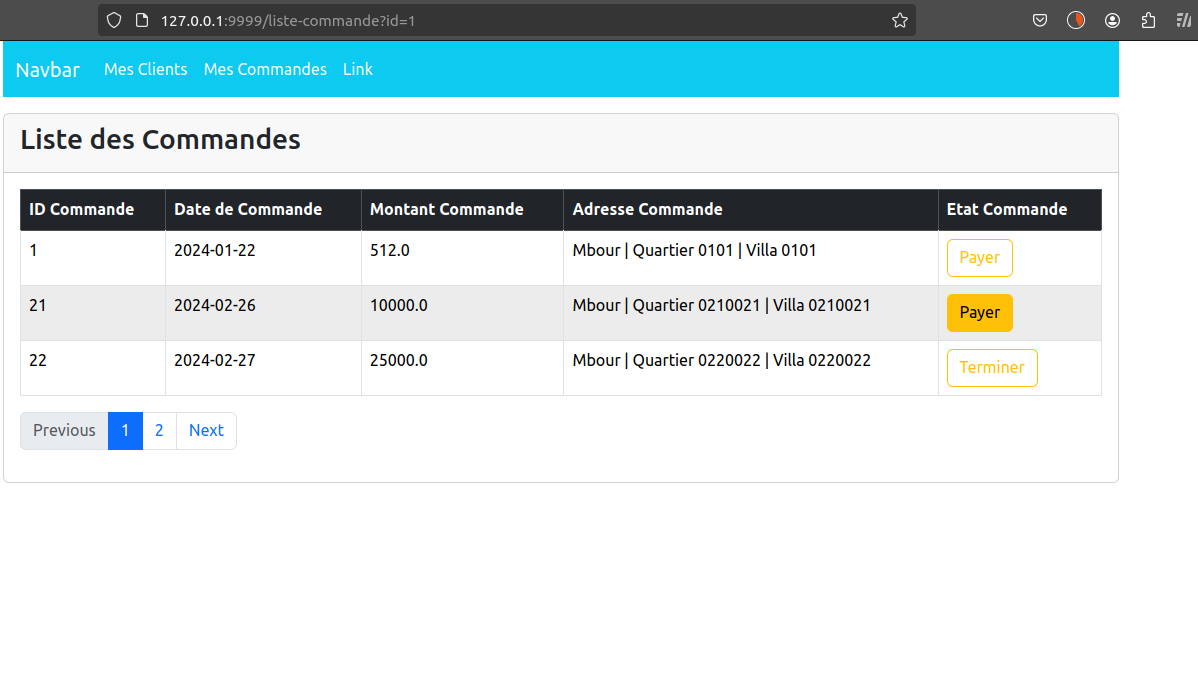 127.0.0.1:9999/liste-commande?id=1
Navbar Mes Clients Mes Commandes Link
Liste des Commandes
ID Commande Date de Commande Montant Commande Adresse Commande Etat Commande
1 2024-01-22 512.0 Mbour | Quartier 0101 | Villa 0101 Payer
21 2024-02-26 10000.0 Mbour | Quartier 0210021 | Villa 0210021 Payer
22 2024-02-27 25000.0 Mbour | Quartier 0220022 | Villa 0220022 Terminer
Previous 1 2 Next